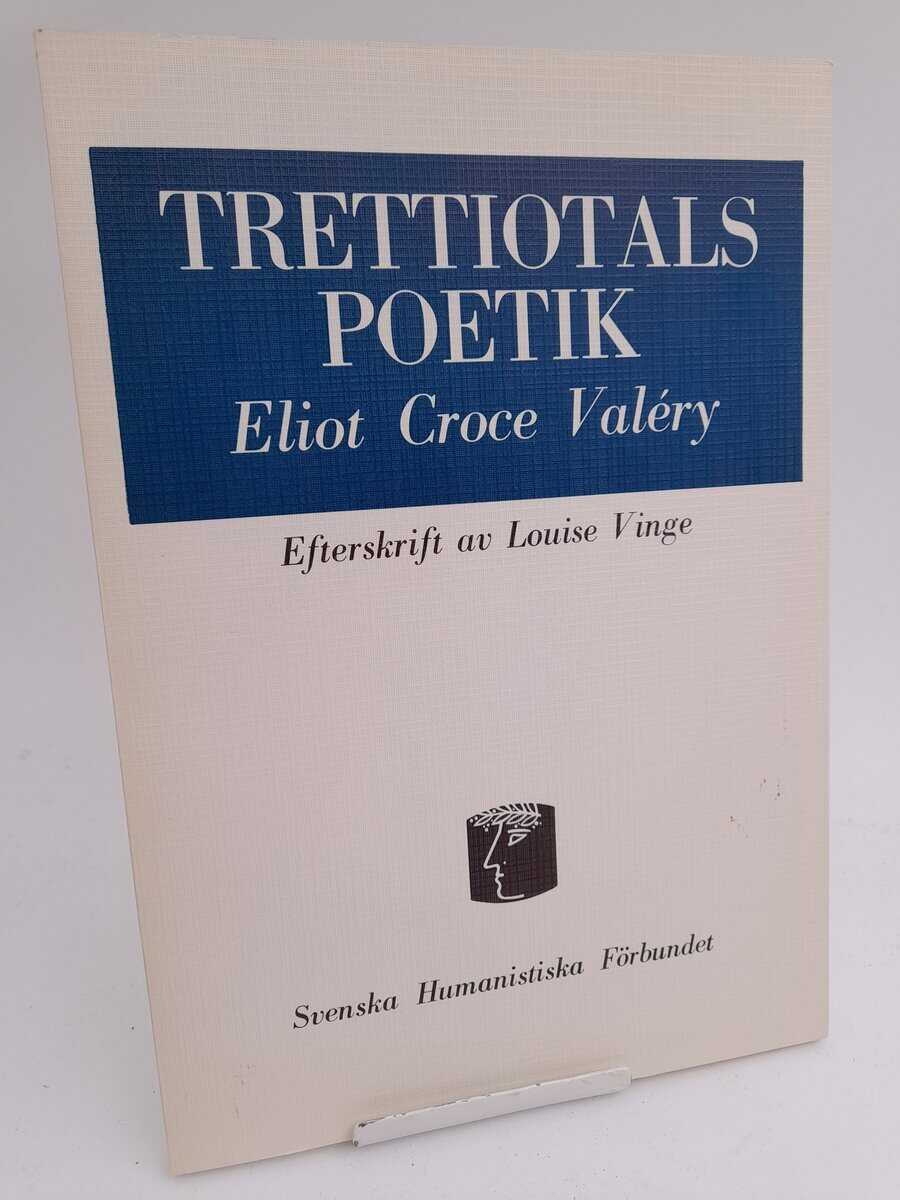 TRETTIOTALS
POETIK
Eliot Croce Valéry
Efterskrift av Louise Vinge
Svenska Humanistiska Förbundet